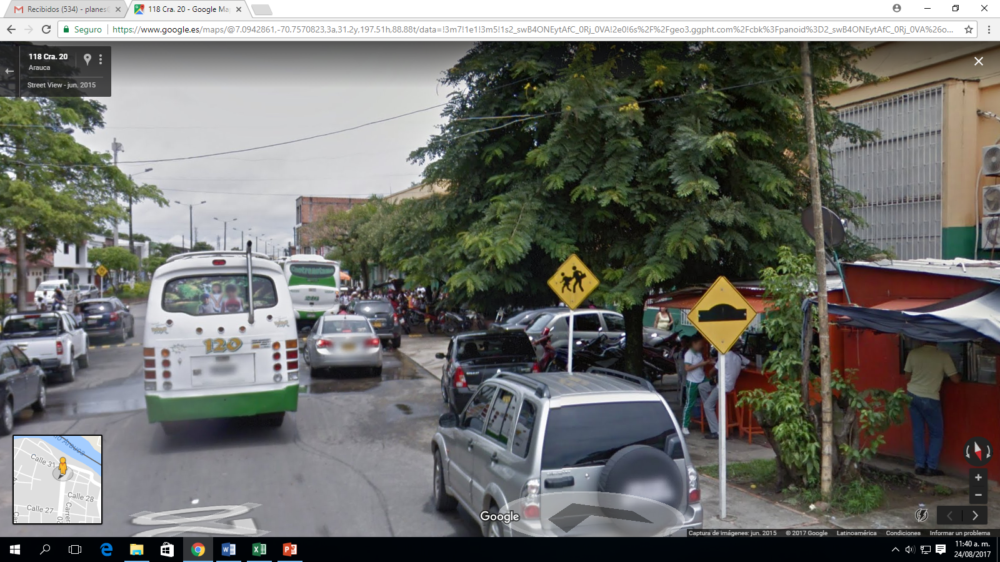 Recibidos (534) - planes
118 Cra. 20 - Google Ma
Seguro
https://www.google.es/maps/@7.0942861,-70.7570823,3a,31.2y,197.51h,88.88t/data=!3m7!1e1!3m5!1s2_swB4ONEytAfC_0Rj_0VA!2e0!6s%2F%2Fgeo3.ggpht.com%2Fcbk%3Fpanoid%3D2_swB4ONEytAfC_0Rj_0VA%26o...
118 Cra. 20
Arauca
Street View - jun. 2015
Cootranstame
120
Arauca
Calle 31
Calle 28
Calle 27
Google
Captura de imágenes: jun. 2015 © 2017 Google Latinoamérica Condiciones Informar un problema
11:40 a. m.
24/08/2017